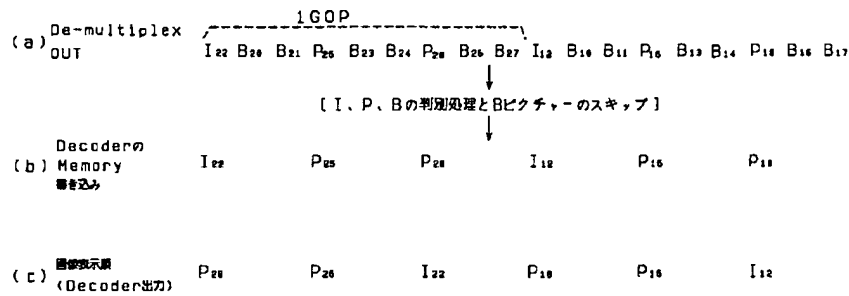 1GOP
(a) De-multiplex OUT I22 B20 B21 P25 B23 B24 P28 B26 B27 I12 B10 B11 P15 B13 B14 P18 B16 B17
[I、P、Bの判別処理とBピクチャーのスキップ]
(b) Decoderの Memory 書き込み I22 P25 P28 I12 P15 P18
(c) 画像表示順 (Decoder出力) P28 P25 I22 P18 P15 I12